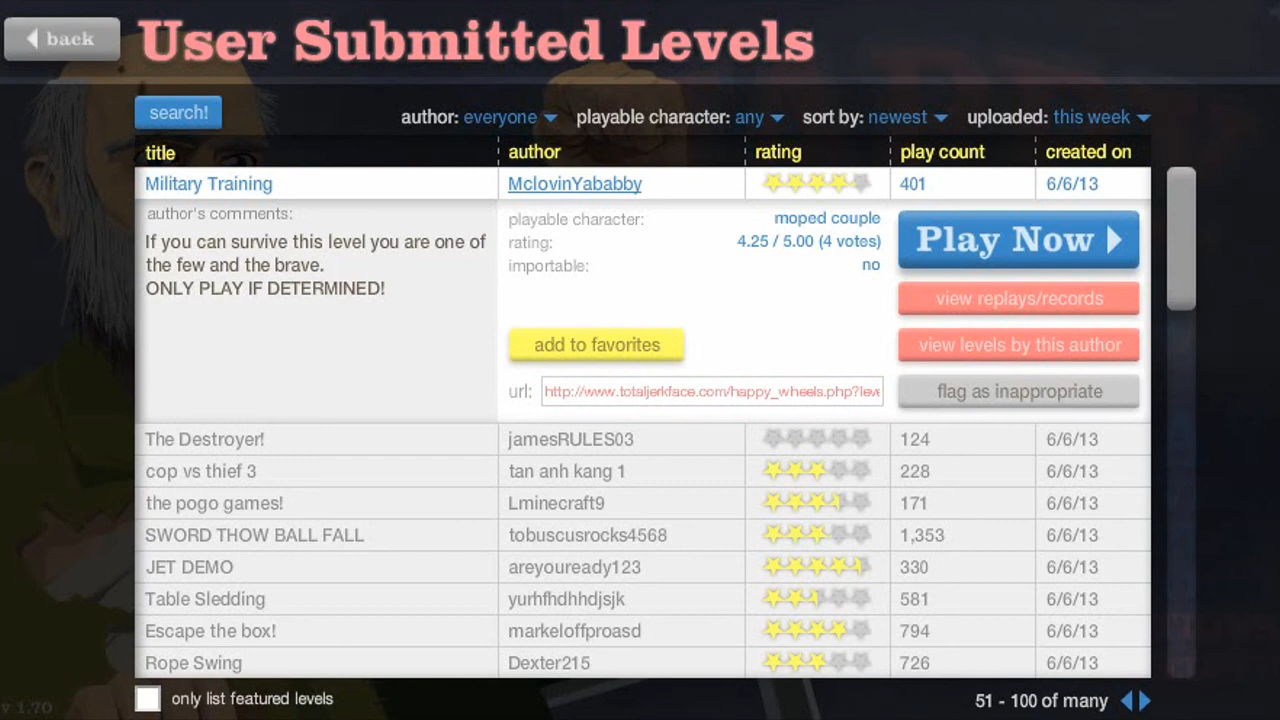 back
User Submitted Levels
search!
author: everyone playable character: any sort by: newest uploaded: this week
title author rating play count created on
Military Training MclovinYababby 401 6/6/13
author's comments:
If you can survive this level you are one of
the few and the brave.
ONLY PLAY IF DETERMINED!
playable character: moped couple
rating: 4.25 / 5.00 (4 votes)
importable: no
add to favorites
url: http://www.totaljerkface.com/happy_wheels.php?leve
Play Now
view replays/records
view levels by this author
flag as inappropriate
The Destroyer! jamesRULES03 124 6/6/13
cop vs thief 3 tan anh kang 1 228 6/6/13
the pogo games! Lminecraft9 171 6/6/13
SWORD THOW BALL FALL tobuscusrocks4568 1,353 6/6/13
JET DEMO areyouready123 330 6/6/13
Table Sledding yurhfhdhhdjsjk 581 6/6/13
Escape the box! markeloffproasd 794 6/6/13
Rope Swing Dexter215 726 6/6/13
only list featured levels
51 - 100 of many
v 1.70